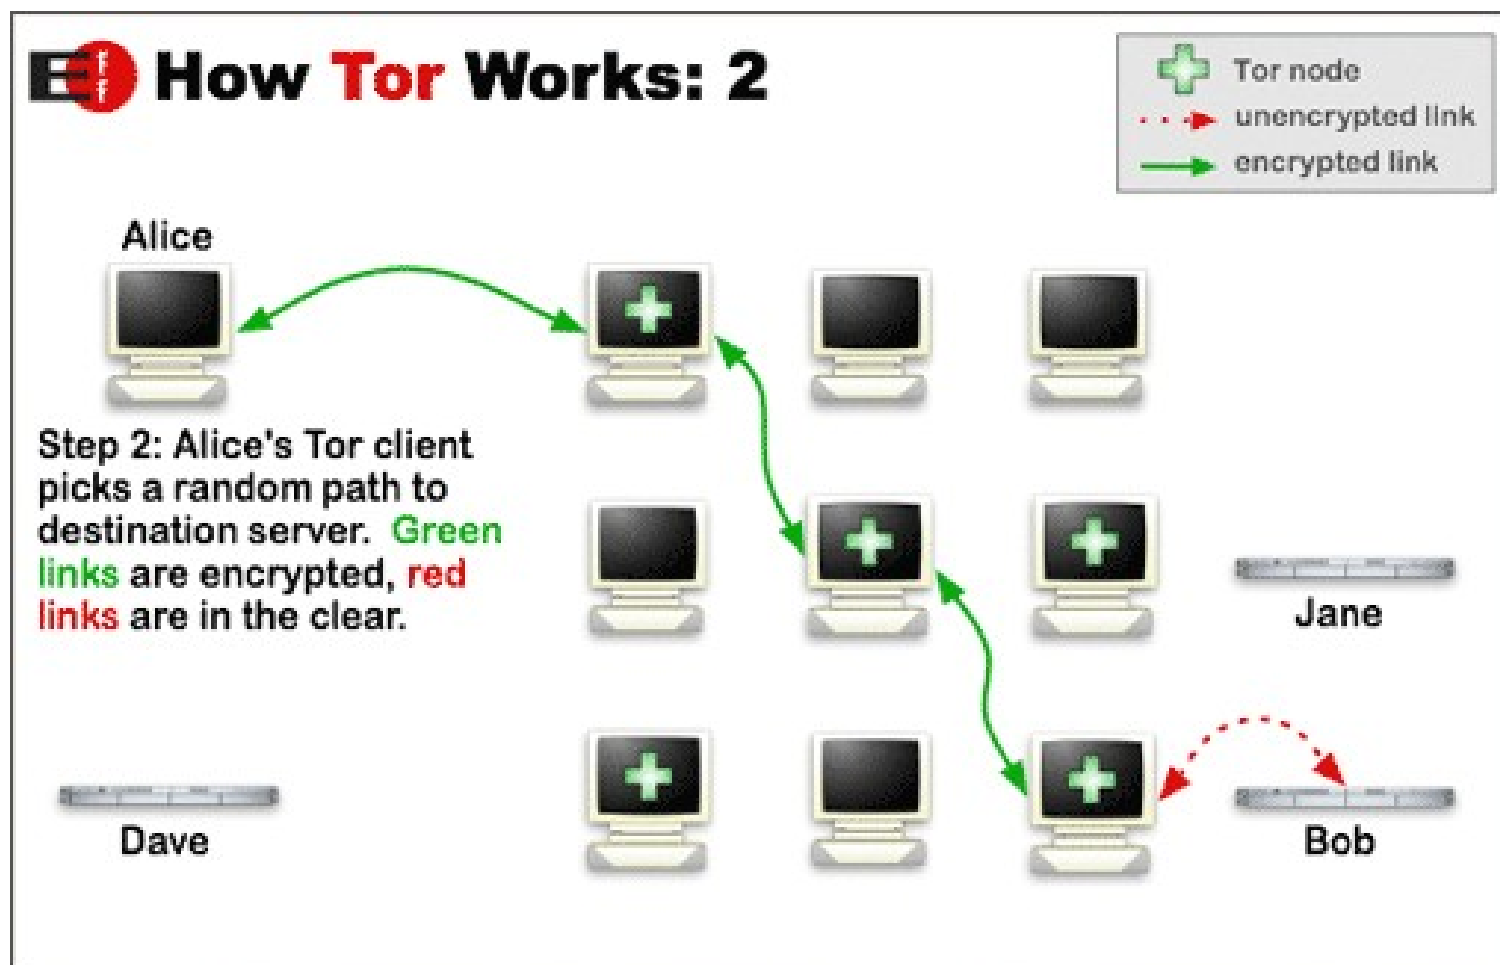 EFF How Tor Works: 2
Tor node
unencrypted link
encrypted link
Alice
Step 2: Alice's Tor client
picks a random path to
destination server. Green
links are encrypted, red
links are in the clear.
Jane
Dave
Bob